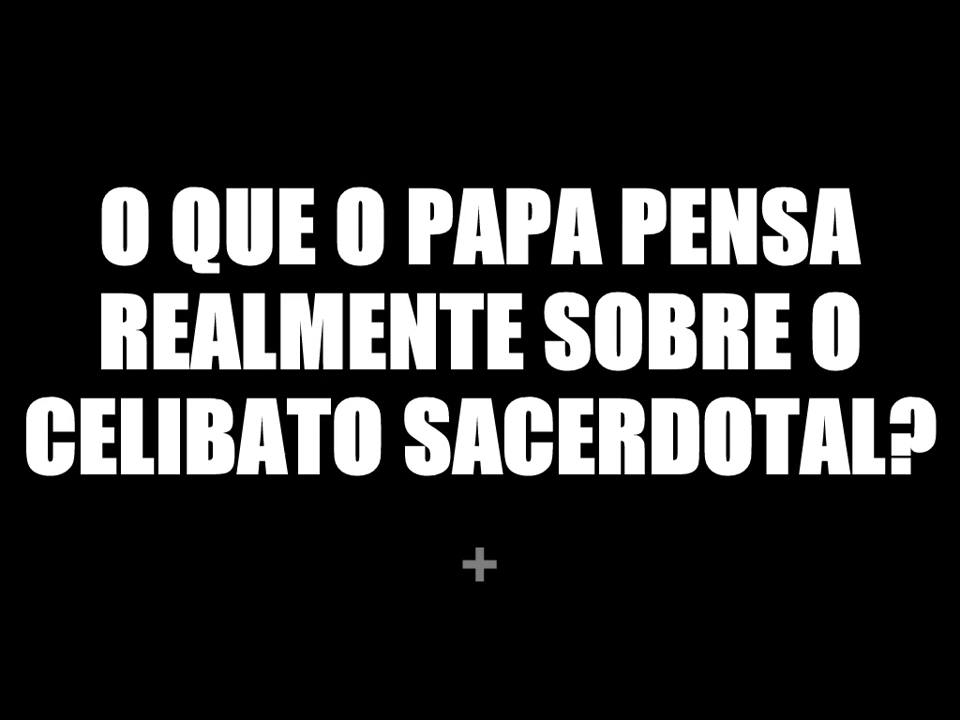 O QUE O PAPA PENSA
REALMENTE SOBRE O
CELIBATO SACERDOTAL?
+